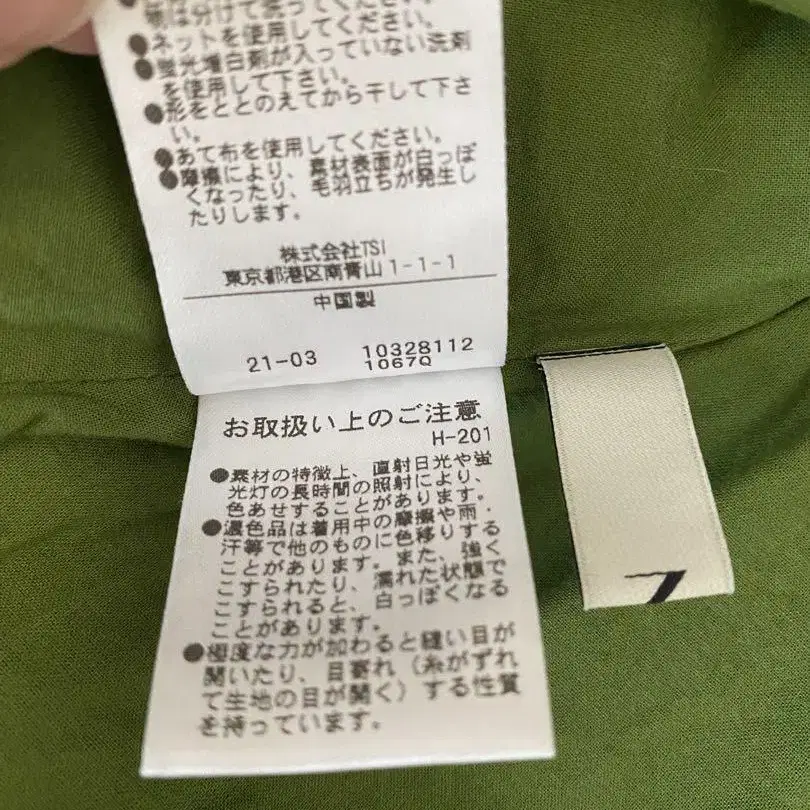 物は分けて洗ってください。
●ネットを使用してください。
●蛍光増白剤が入っていない洗剤
を使用して下さい。
●形をととのえてから干して下さ
い。
●あて布を使用してください。
●摩擦により、素材表面が白っぽ
くなったり、毛羽立ちが発生し
たりします。
株式会社TSI
東京都港区南青山1-1-1
中国製
21-03 10328112
1067Q
お取扱い上のご注意
H-201
●素材の特徴上、直射日光や蛍
光灯の長時間の照射により、
色あせすることがあります。
●濃色品は着用中の摩擦や雨・
汗等で他のものに色移りする
ことがあります。また、強く
こすられたり、濡れた状態で
こすられると、白っぽくなる
ことがあります。
●極度な力が加わると縫い目が
開いたり、目寄れ（糸がずれ
て生地の目が開く）する性質
を持っています。